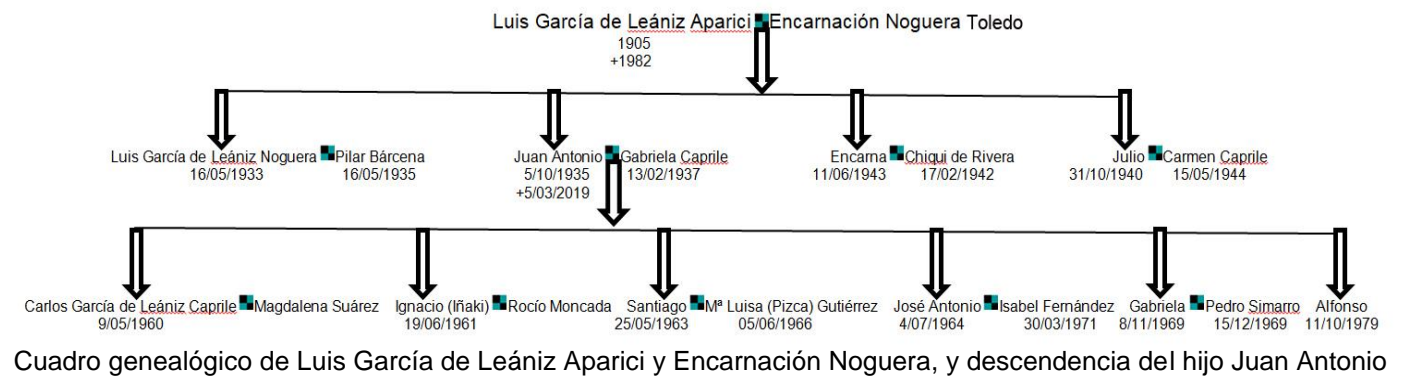 Luis García de Leániz Aparici Encarnación Noguera Toledo
1905
+1982
Luis García de Leániz Noguera Pilar Bárcena Juan Antonio Gabriela Caprile Encarna Chiqui de Rivera Julio Carmen Caprile
16/05/1933 16/05/1935 5/10/1935 13/02/1937 11/06/1943 17/02/1942 31/10/1940 15/05/1944
+5/03/2019
Carlos García de Leániz Caprile Magdalena Suárez Ignacio (Iñaki) Rocío Moncada Santiago Mª Luisa (Pizca) Gutiérrez José Antonio Isabel Fernández Gabriela Pedro Simarro Alfonso
9/05/1960 19/06/1961 25/05/1963 05/06/1966 4/07/1964 30/03/1971 8/11/1969 15/12/1969 11/10/1979
Cuadro genealógico de Luis García de Leániz Aparici y Encarnación Noguera, y descendencia del hijo Juan Antonio